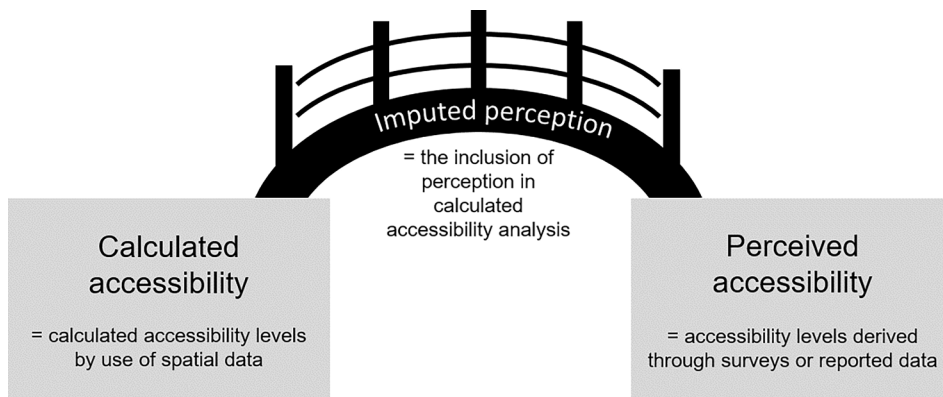 Imputed perception
= the inclusion of
perception in
calculated
accessibility analysis
Calculated
accessibility
= calculated accessibility levels
by use of spatial data
Perceived
accessibility
= accessibility levels derived
through surveys or reported data